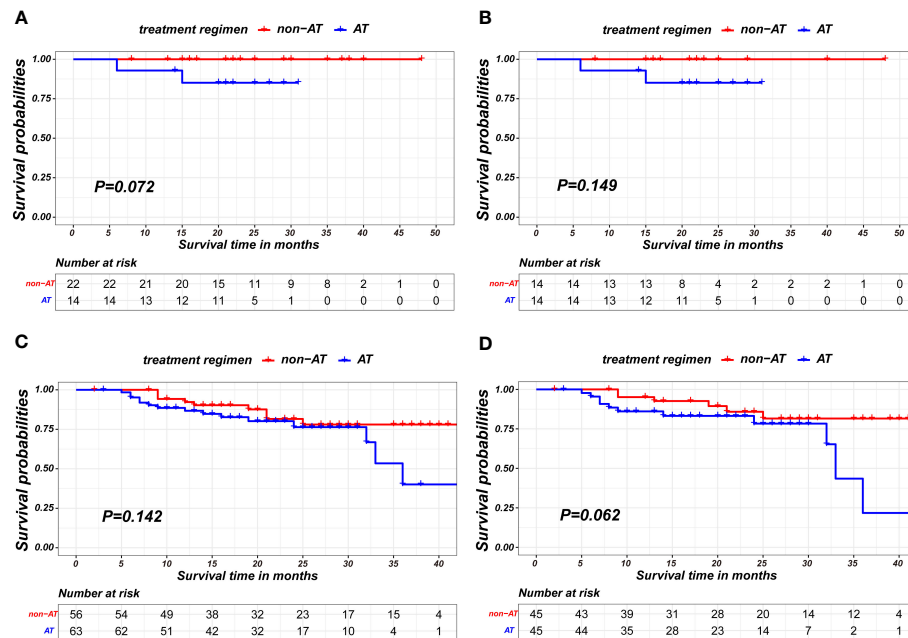 A
treatment regimen non−AT AT
Survival probabilities
1.00
0.75
0.50
0.25
0.00
P=0.072
0 5 10 15 20 25 30 35 40 45 50
Survival time in months
Number at risk
non−AT 22 22 21 20 15 11 9 8 2 1 0
AT 14 14 13 12 11 5 1 0 0 0 0
B
treatment regimen non−AT AT
Survival probabilities
1.00
0.75
0.50
0.25
0.00
P=0.149
0 5 10 15 20 25 30 35 40 45 50
Survival time in months
Number at risk
non−AT 14 14 13 13 8 4 2 2 2 1 0
AT 14 14 13 12 11 5 1 0 0 0 0
C
treatment regimen non−AT AT
Survival probabilities
1.00
0.75
0.50
0.25
0.00
P=0.142
0 5 10 15 20 25 30 35 40
Survival time in months
Number at risk
non−AT 56 54 49 38 32 23 17 15 4
AT 63 62 51 42 32 17 10 4 1
D
treatment regimen non−AT AT
Survival probabilities
1.00
0.75
0.50
0.25
0.00
P=0.062
0 5 10 15 20 25 30 35 40
Survival time in months
Number at risk
non−AT 45 43 39 31 28 20 14 12 4
AT 45 44 35 28 23 14 7 2 1